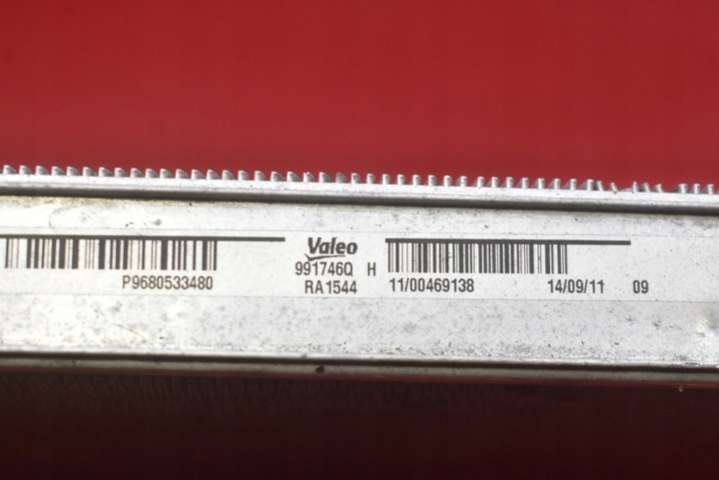 P9680533480
Valeo
991746Q H
RA1544
11/00469138 14/09/11 09